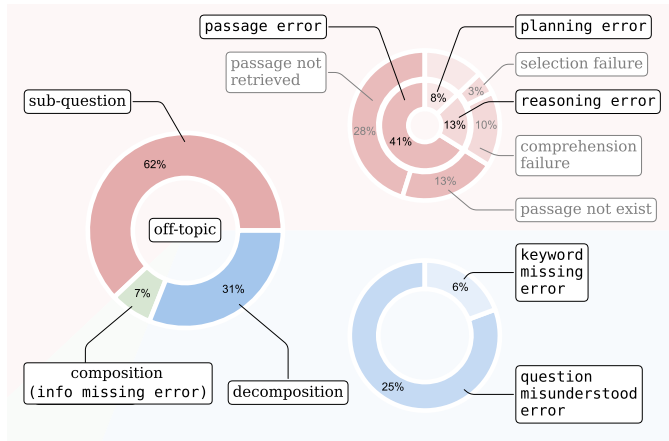 passage error
planning error
passage not
retrieved
selection failure
sub-question
8%
3%
reasoning error
28%
13%
10%
41%
comprehension
failure
62%
13%
passage not exist
off-topic
keyword
missing
error
7%
31%
6%
composition
(info missing error)
decomposition
25%
question
misunderstood
error